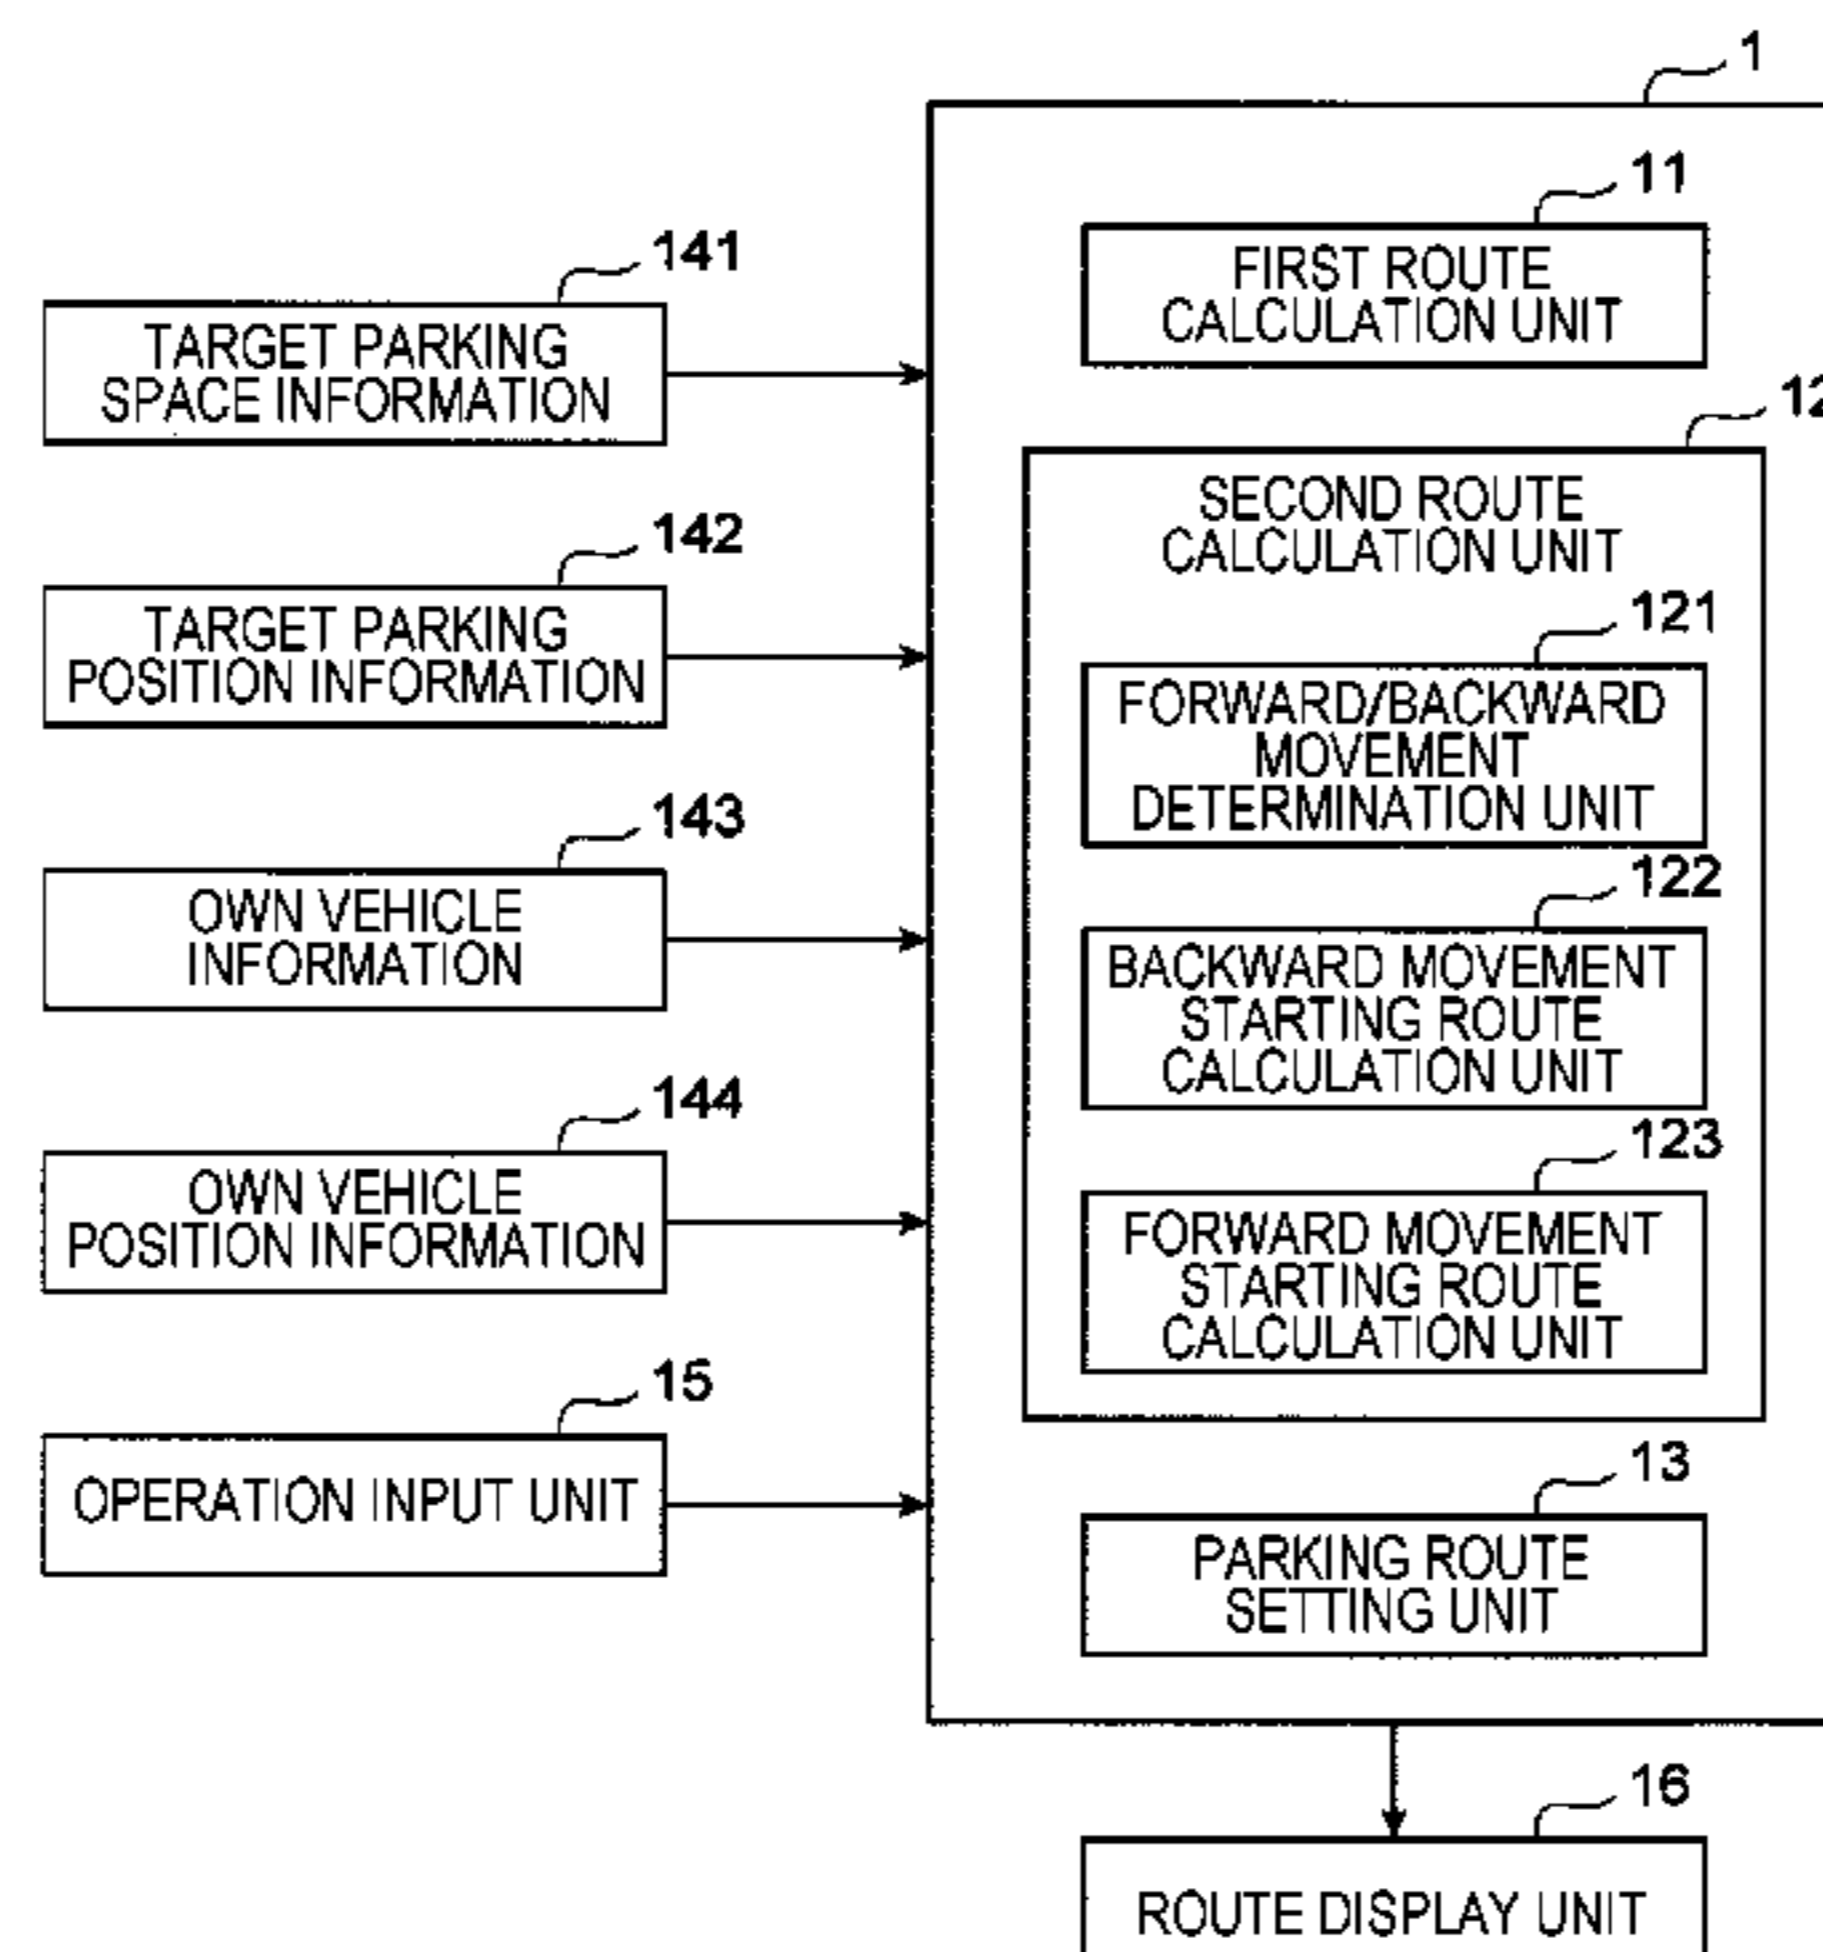 1
11
FIRST ROUTE
CALCULATION UNIT
141
TARGET PARKING
SPACE INFORMATION
12
SECOND ROUTE
CALCULATION UNIT
142
TARGET PARKING
POSITION INFORMATION
121
FORWARD/BACKWARD
MOVEMENT
DETERMINATION UNIT
143
OWN VEHICLE
INFORMATION
122
BACKWARD MOVEMENT
STARTING ROUTE
CALCULATION UNIT
144
OWN VEHICLE
POSITION INFORMATION
123
FORWARD MOVEMENT
STARTING ROUTE
CALCULATION UNIT
15
OPERATION INPUT UNIT
13
PARKING ROUTE
SETTING UNIT
16
ROUTE DISPLAY UNIT